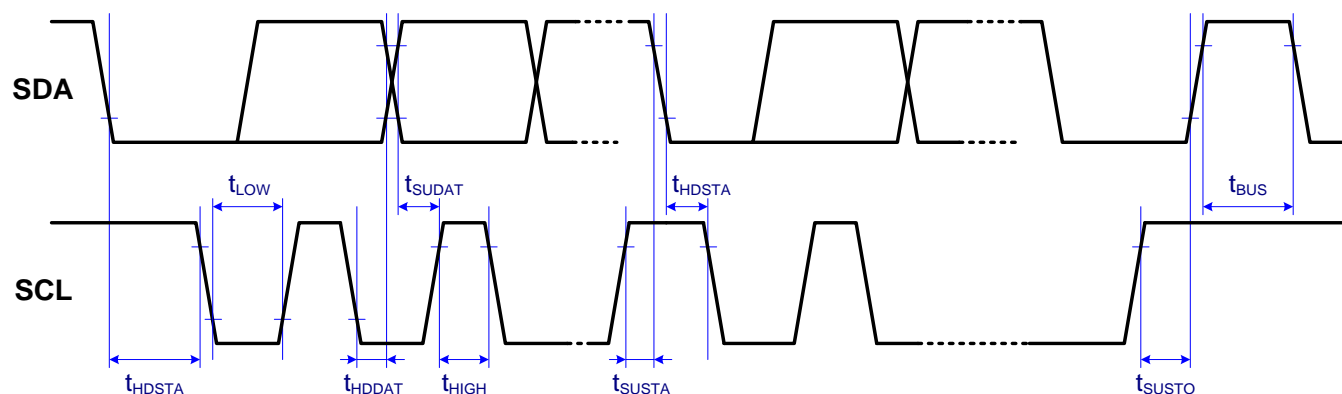 SDA
tLOW
tSUDAT
tHDSTA
tBUS
SCL
tHDSTA
tHDDAT
tHIGH
tSUSTA
tSUSTO